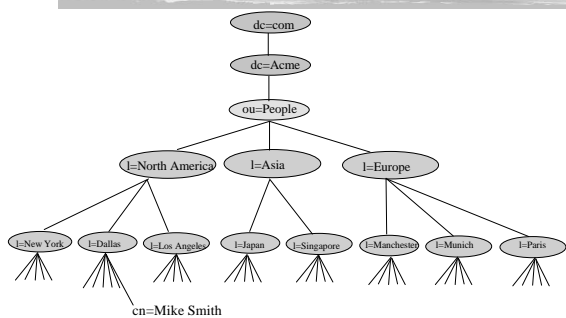 dc=com
dc=Acme
ou=People
l=North America
l=Asia
l=Europe
l=New York
l=Dallas
l=Los Angeles
l=Japan
l=Singapore
l=Manchester
l=Munich
l=Paris
cn=Mike Smith